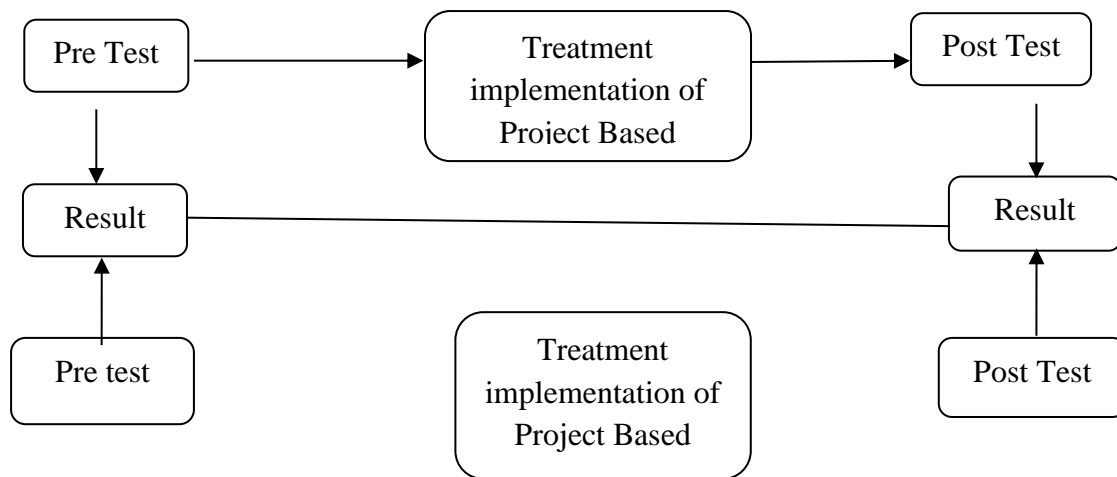 Pre Test
Treatment
implementation of
Project Based
Post Test
Result
Result
Pre test
Treatment
implementation of
Project Based
Post Test